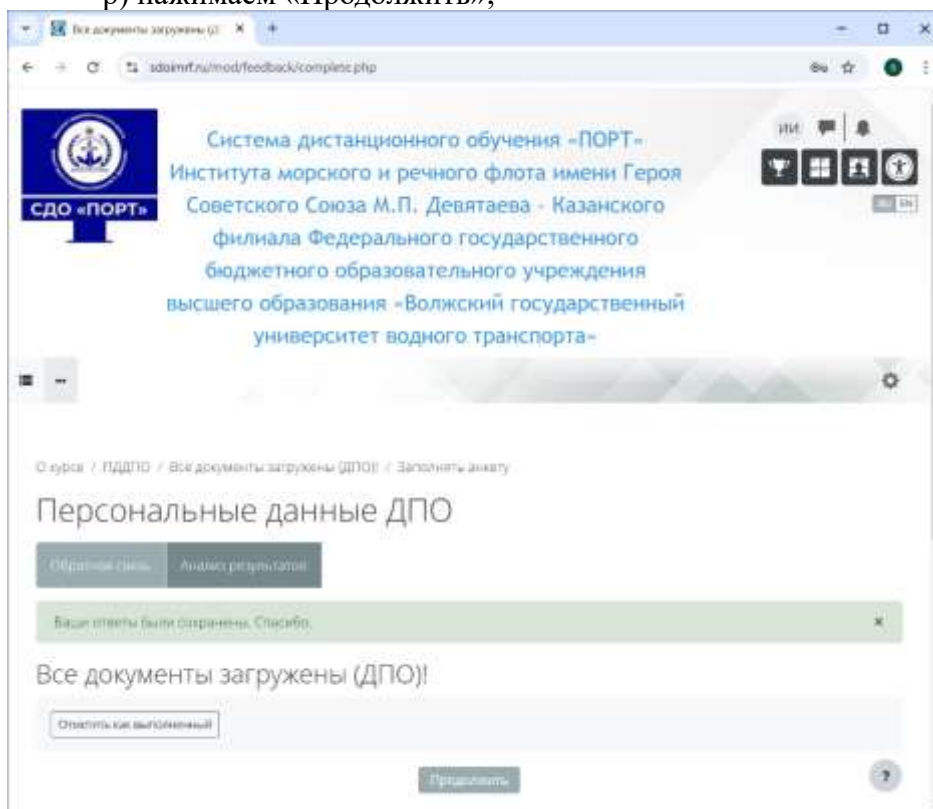 р) нажимаем «Продолжить»;
Все документы загружены (Д
sdoimrf.ru/mod/feedback/complete.php
Система дистанционного обучения «ПОРТ»
Института морского и речного флота имени Героя
Советского Союза М.П. Девятаева - Казанского
филиала Федерального государственного
бюджетного образовательного учреждения
высшего образования «Волжский государственный
университет водного транспорта»
СДО «ПОРТ»
ИИ
RU EN
О курсе / ПДДПО / Все документы загружены (ДПО)! / Заполнять анкету
Персональные данные ДПО
Обратная связь Анализ результатов
Ваши ответы были сохранены. Спасибо.
Все документы загружены (ДПО)!
Отметить как выполненный
Продолжить
?